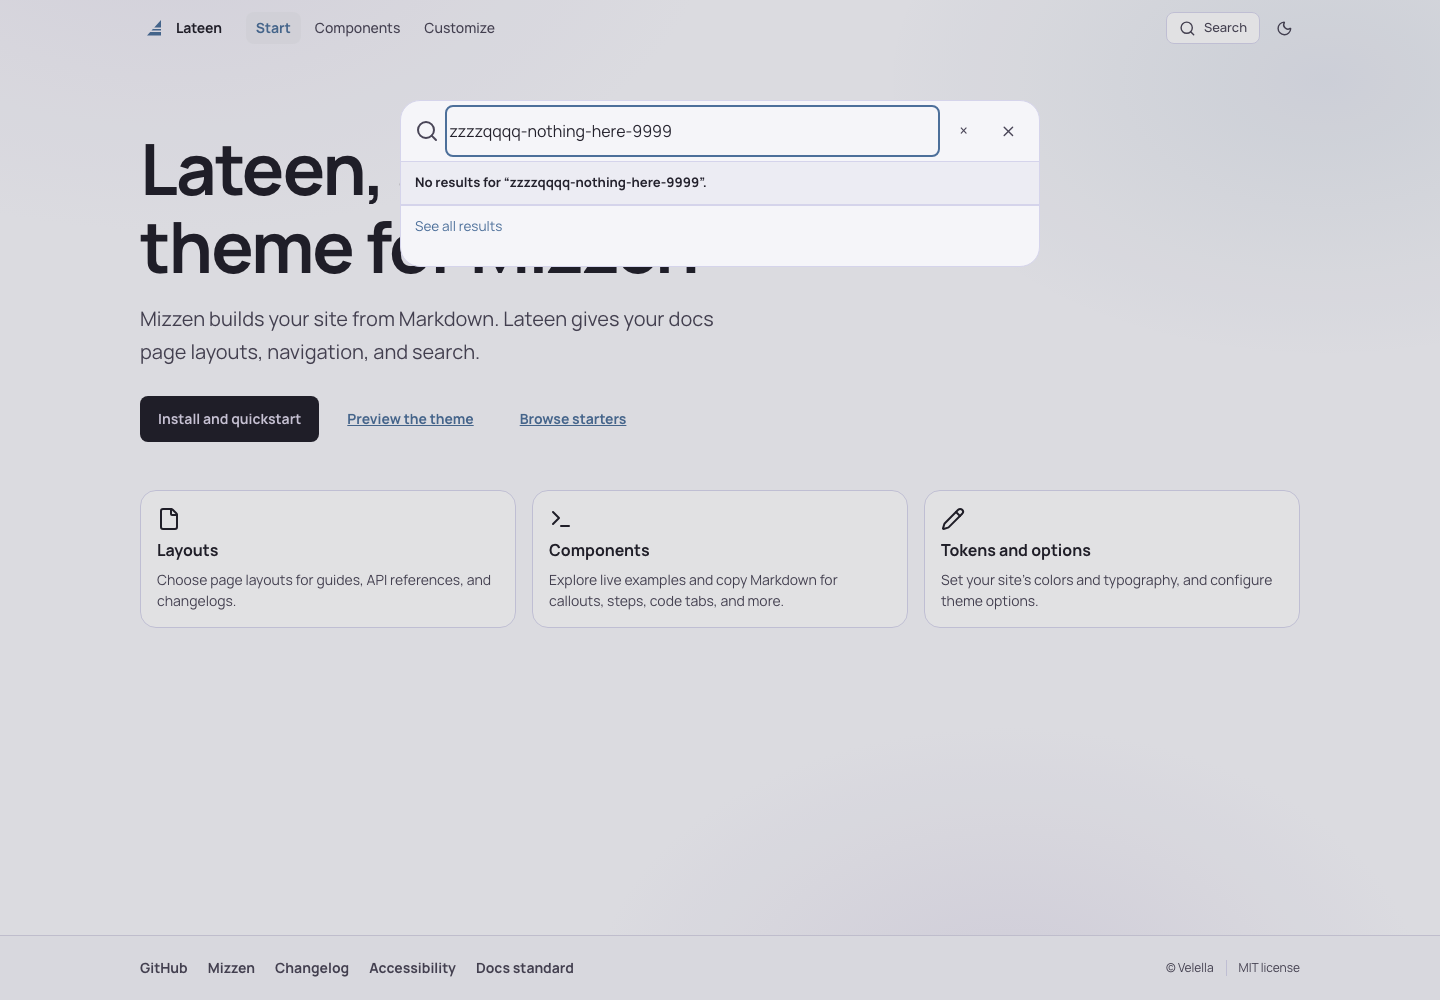 Lateen
Start
Components
Customize
Search
zzzzqqqq-nothing-here-9999
No results for “zzzzqqqq-nothing-here-9999”.
See all results
Lateen,
theme for Mizzen
Mizzen builds your site from Markdown. Lateen gives your docs
page layouts, navigation, and search.
Install and quickstart
Preview the theme
Browse starters
Layouts
Choose page layouts for guides, API references, and
changelogs.
Components
Explore live examples and copy Markdown for
callouts, steps, code tabs, and more.
Tokens and options
Set your site’s colors and typography, and configure
theme options.
GitHub
Mizzen
Changelog
Accessibility
Docs standard
© Velella
MIT license